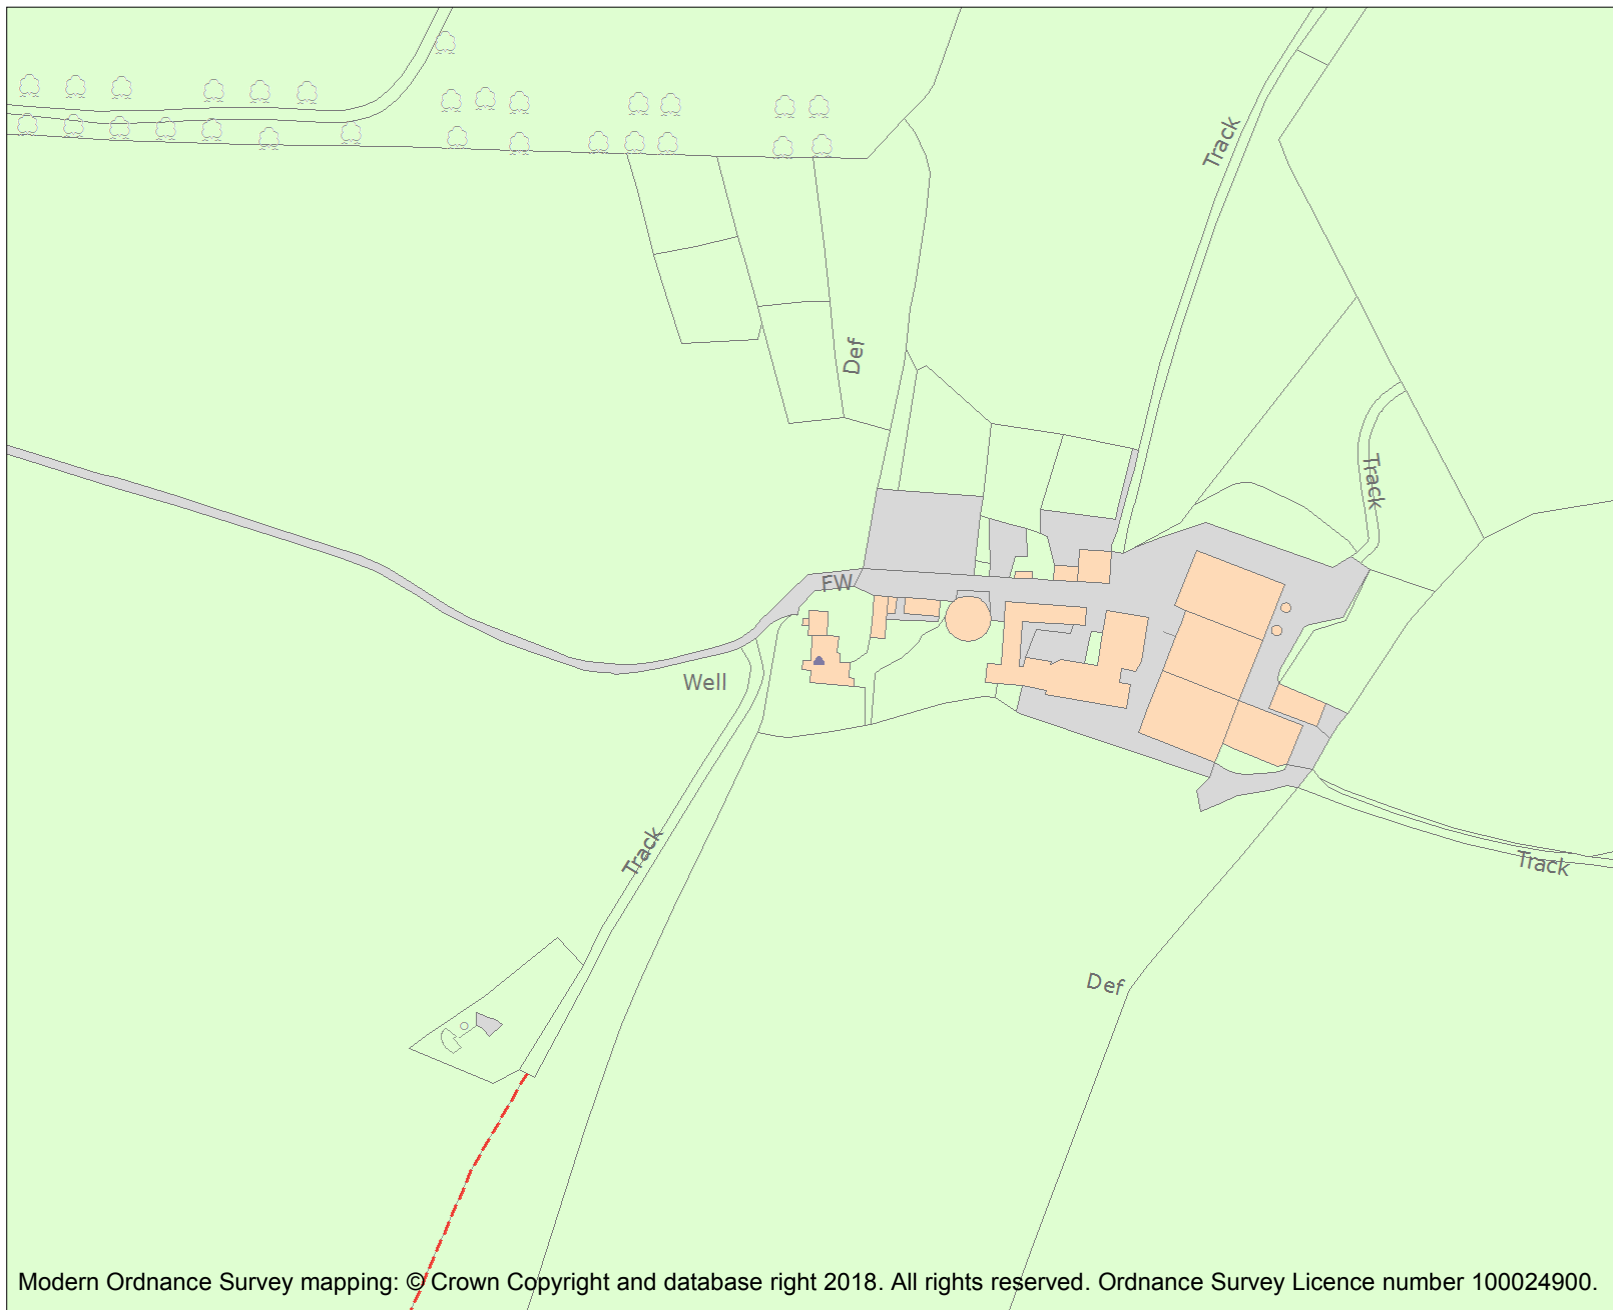 Track
Def
Track
FW
Well
Track
Track
Def
Modern Ordnance Survey mapping: © Crown Copyright and database right 2018. All rights reserved. Ordnance Survey Licence number 100024900.